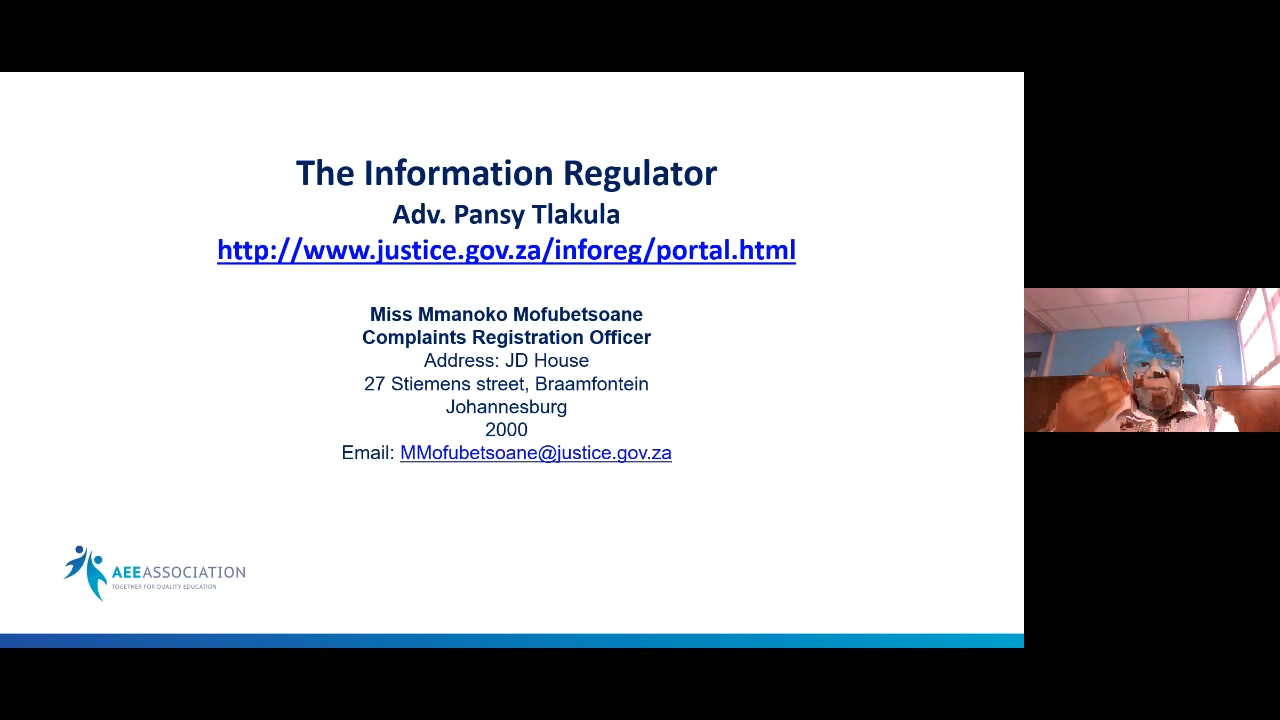 The Information Regulator
Adv. Pansy Tlakula
http://www.justice.gov.za/inforeg/portal.html
Miss Mmanoko Mofubetsoane
Complaints Registration Officer
Address: JD House
27 Stiemens street, Braamfontein
Johannesburg
2000
Email: MMofubetsoane@justice.gov.za
AEEASSOCIATION
TOGETHER FOR QUALITY EDUCATION